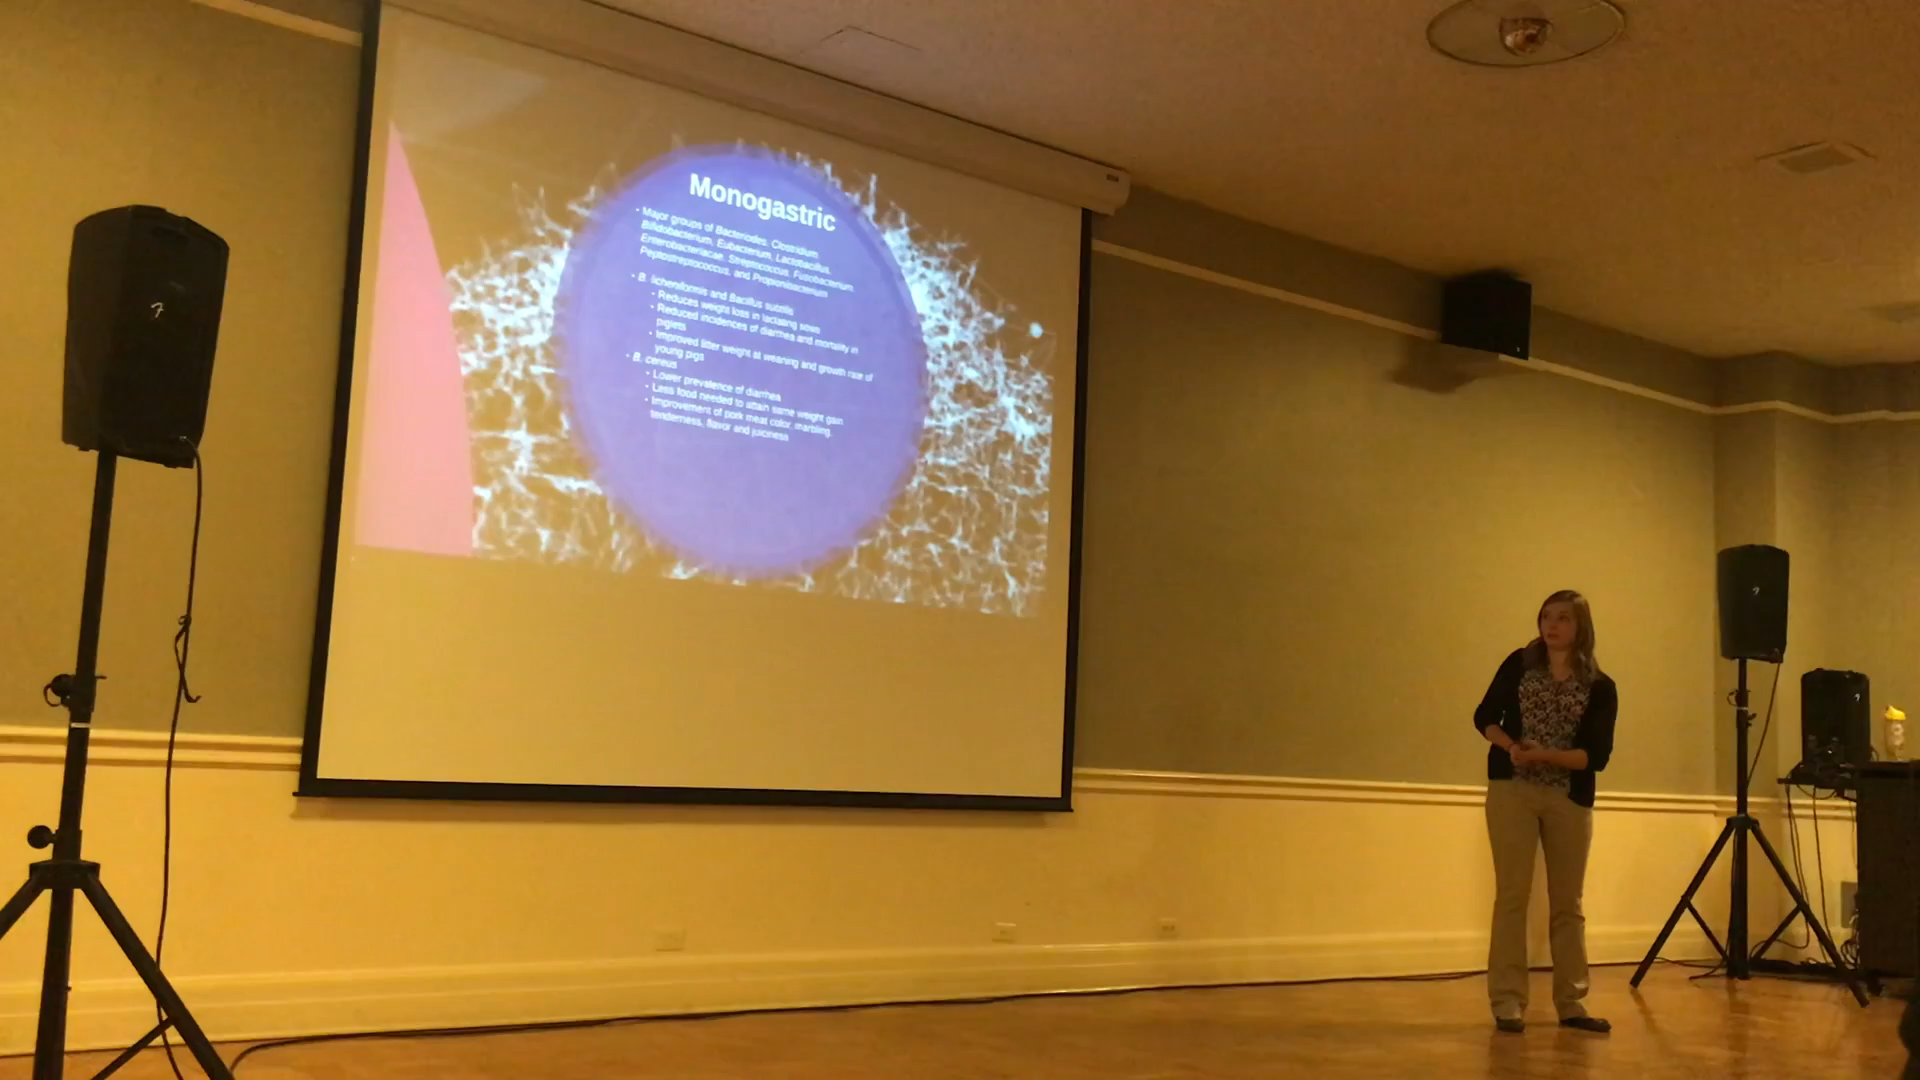 Monogastric
• Major groups of Bacteriodes, Clostridium,
Bifidobacterium, Eubacterium, Lactobacillus,
Enterobacteriacae, Streptococcus, Fusobacterium,
Peptostreptococcus, and Propionibacterium
• B. licheniformis and Bacillus subtilis
• Reduces weight loss in lactating sows
• Reduced incidences of diarrhea and mortality in
piglets
• Improved litter weight at weaning and growth rate of
young pigs
• B. cereus
• Lower prevalence of diarrhea
• Less food needed to attain same weight gain
• Improvement of pork meat color, marbling,
tenderness, flavor and juiciness